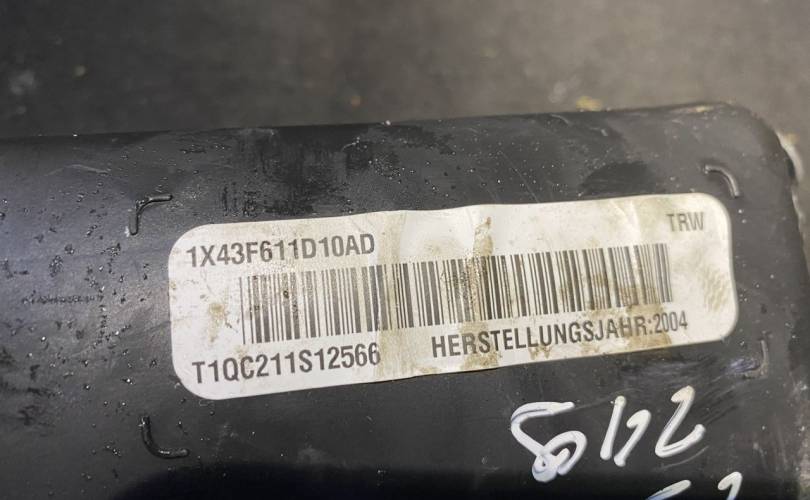 1X43F611D10AD TRW
T1QC211S12566 HERSTELLUNGSJAHR:2004